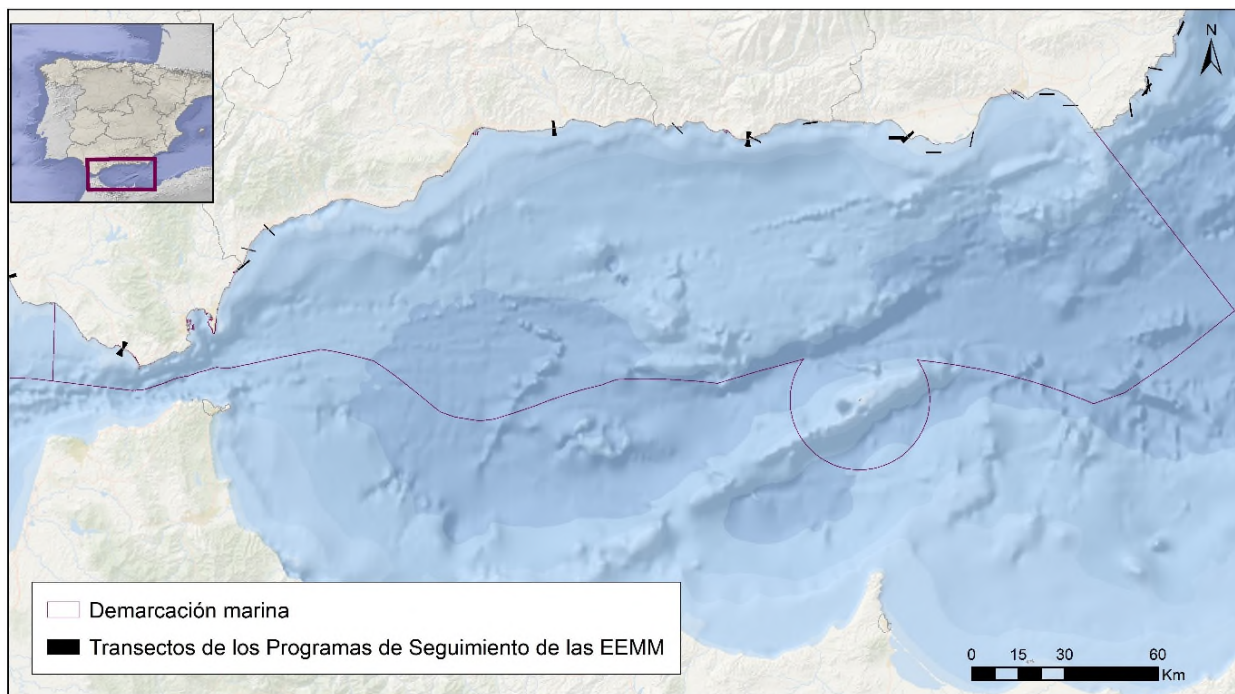 N
Demarcación marina
Transectos de los Programas de Seguimiento de las EEMM
0 15 30 60
Km